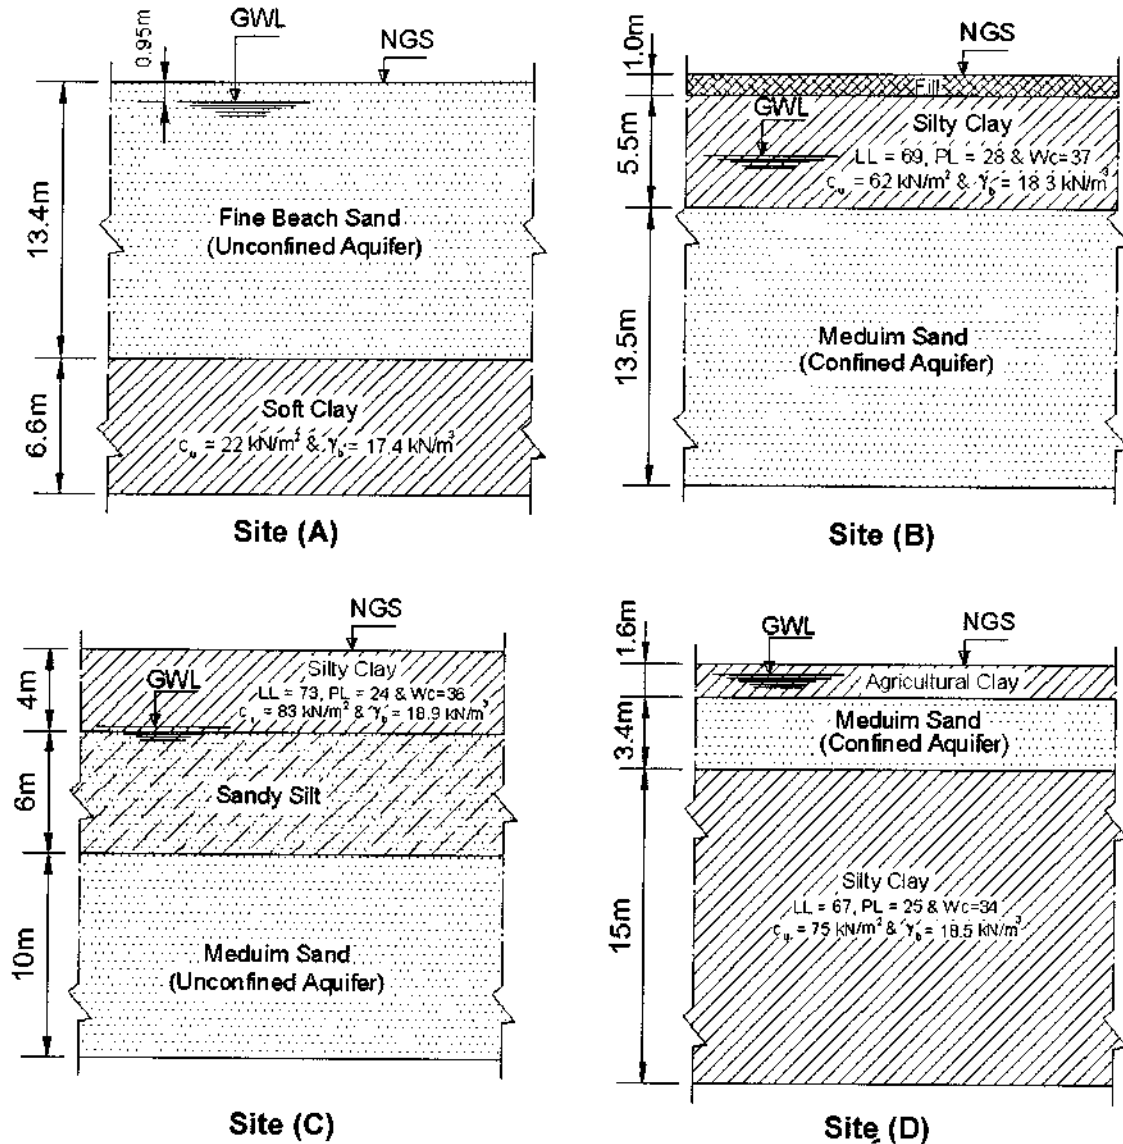 0.95m
GWL
NGS
13.4m
Fine Beach Sand
(Unconfined Aquifer)
6.6m
Soft Clay
cᵤ = 22 kN/m² & γb = 17.4 kN/m³
Site (A)
1.0m
NGS
Fill
GWL
5.5m
Silty Clay
LL = 69, PL = 28 & Wc=37
cᵤ = 62 kN/m² & γb = 18.3 kN/m³
13.5m
Meduim Sand
(Confined Aquifer)
Site (B)
NGS
4m
GWL
Silty Clay
LL = 73, PL = 24 & Wc=36
cᵤ = 83 kN/m² & γb = 18.9 kN/m³
6m
Sandy Silt
10m
Meduim Sand
(Unconfined Aquifer)
Site (C)
1.6m
GWL
NGS
Agricultural Clay
3.4m
Meduim Sand
(Confined Aquifer)
15m
Silty Clay
LL = 67, PL = 25 & Wc=34
cᵤ = 75 kN/m² & γb = 18.5 kN/m³
Site (D)